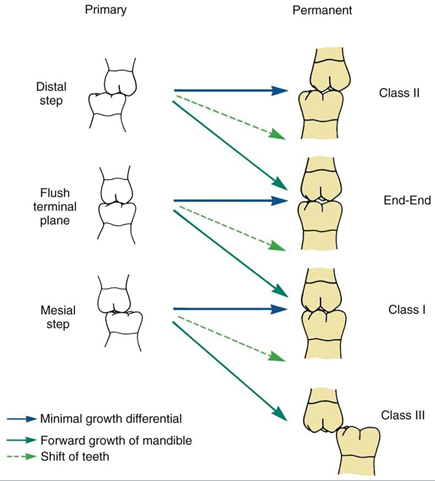 Primary
Permanent
Distal
step
Class II
Flush
terminal
plane
End-End
Mesial
step
Class I
Class III
Minimal growth differential
Forward growth of mandible
Shift of teeth